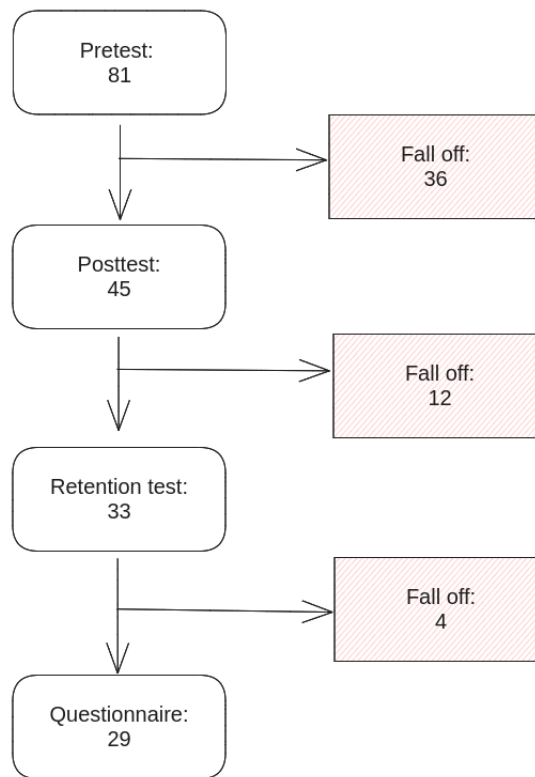 Pretest:
81
Fall off:
36
Posttest:
45
Fall off:
12
Retention test:
33
Fall off:
4
Questionnaire:
29